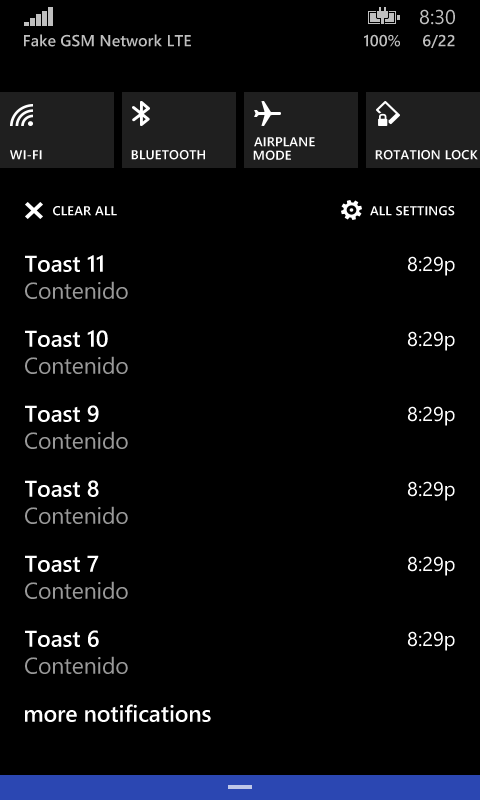 8:30
Fake GSM Network LTE 100% 6/22
WI-FI
BLUETOOTH
AIRPLANE
MODE
ROTATION LOCK
CLEAR ALL ALL SETTINGS
Toast 11 8:29p
Contenido
Toast 10 8:29p
Contenido
Toast 9 8:29p
Contenido
Toast 8 8:29p
Contenido
Toast 7 8:29p
Contenido
Toast 6 8:29p
Contenido
more notifications